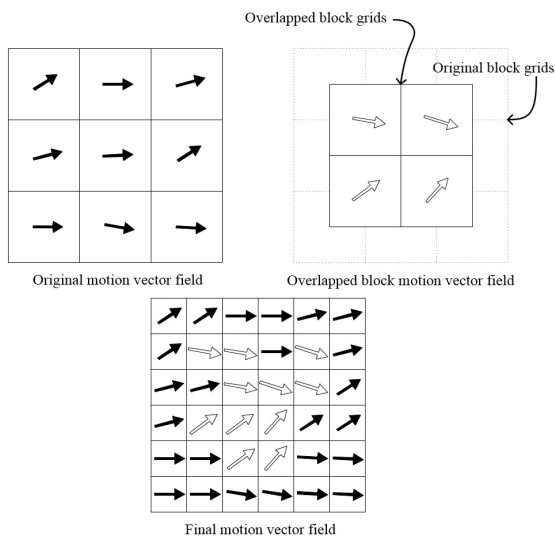 Overlapped block grids
Original block grids
Original motion vector field
Overlapped block motion vector field
Final motion vector field